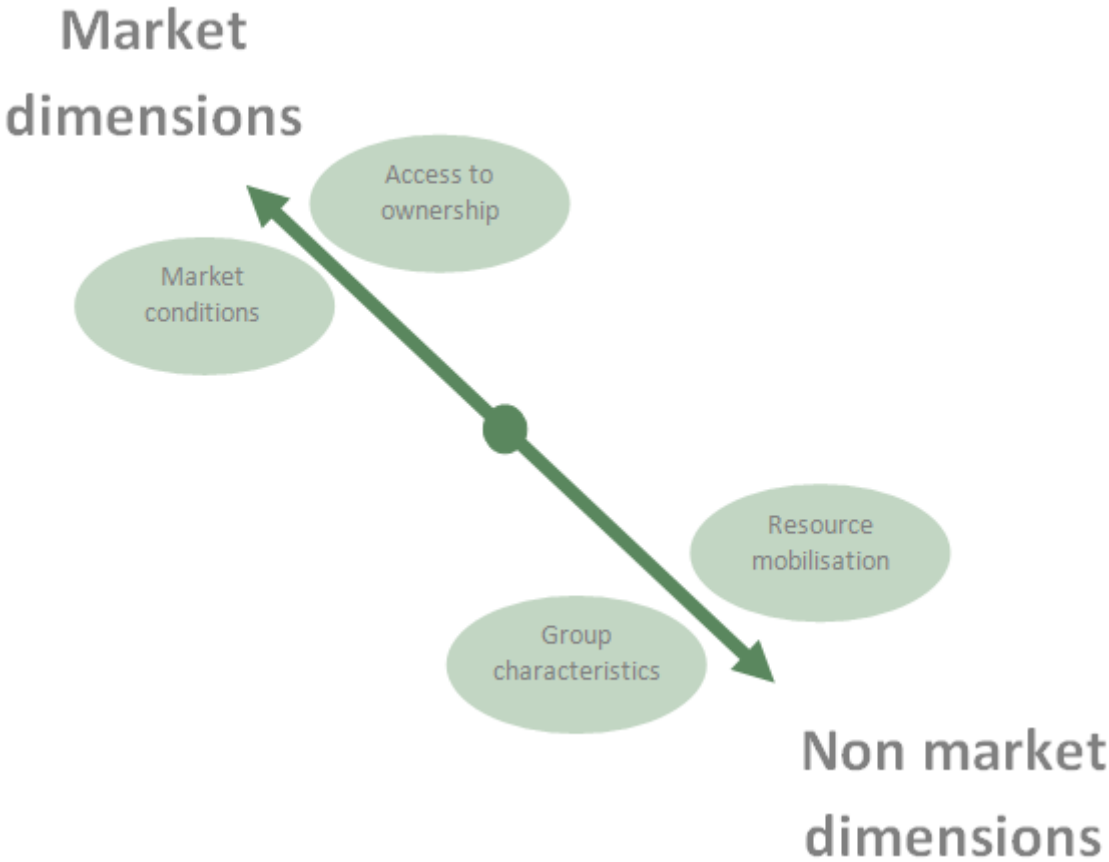 Market
dimensions
Access to
ownership
Market
conditions
Resource
mobilisation
Group
characteristics
Non market
dimensions